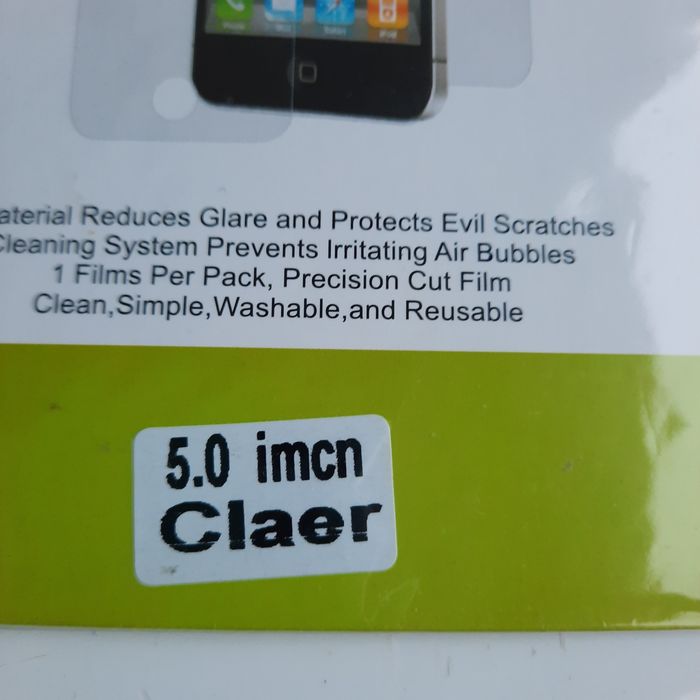 aterial Reduces Glare and Protects Evil Scratches
Cleaning System Prevents Irritating Air Bubbles
1 Films Per Pack, Precision Cut Film
Clean,Simple,Washable,and Reusable
5.0 imcn
Claer